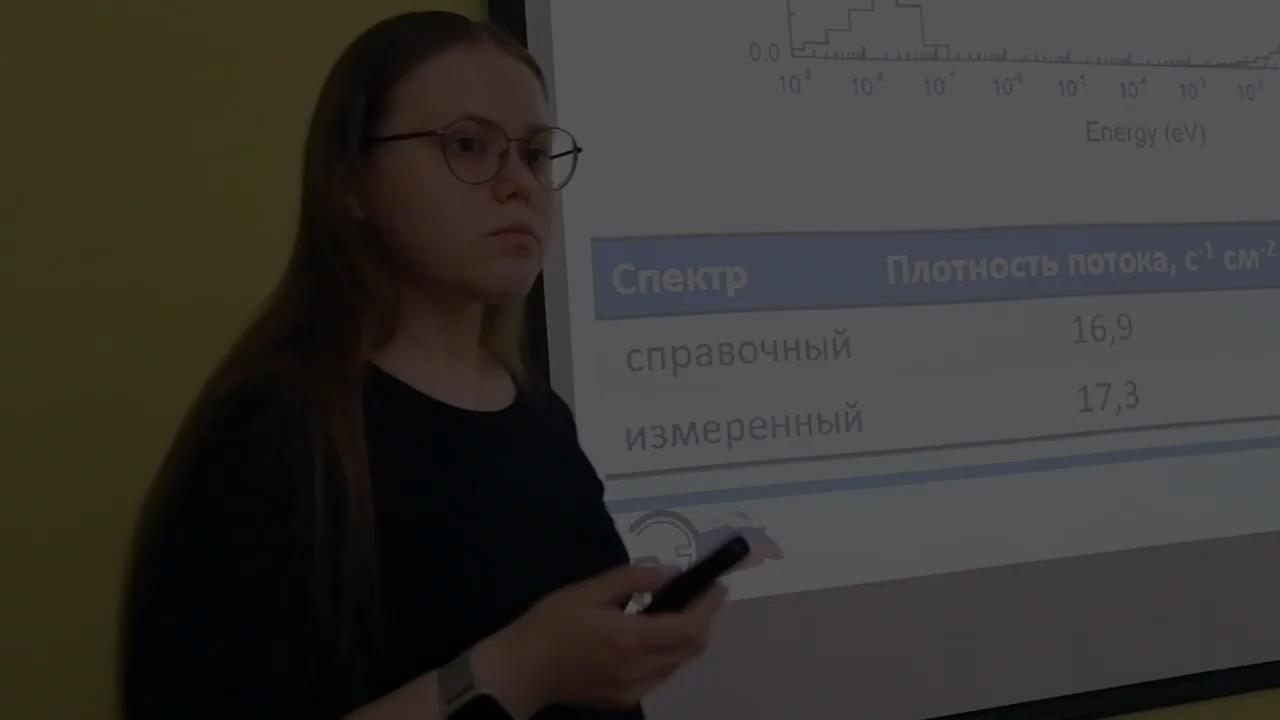 0.0
10⁻⁹ 10⁻⁸ 10⁻⁷ 10⁻⁶ 10⁻⁵ 10⁻⁴ 10⁻³ 10⁻²
Energy (eV)
Спектр Плотность потока, с⁻¹ см⁻²
справочный 16,9
измеренный 17,3